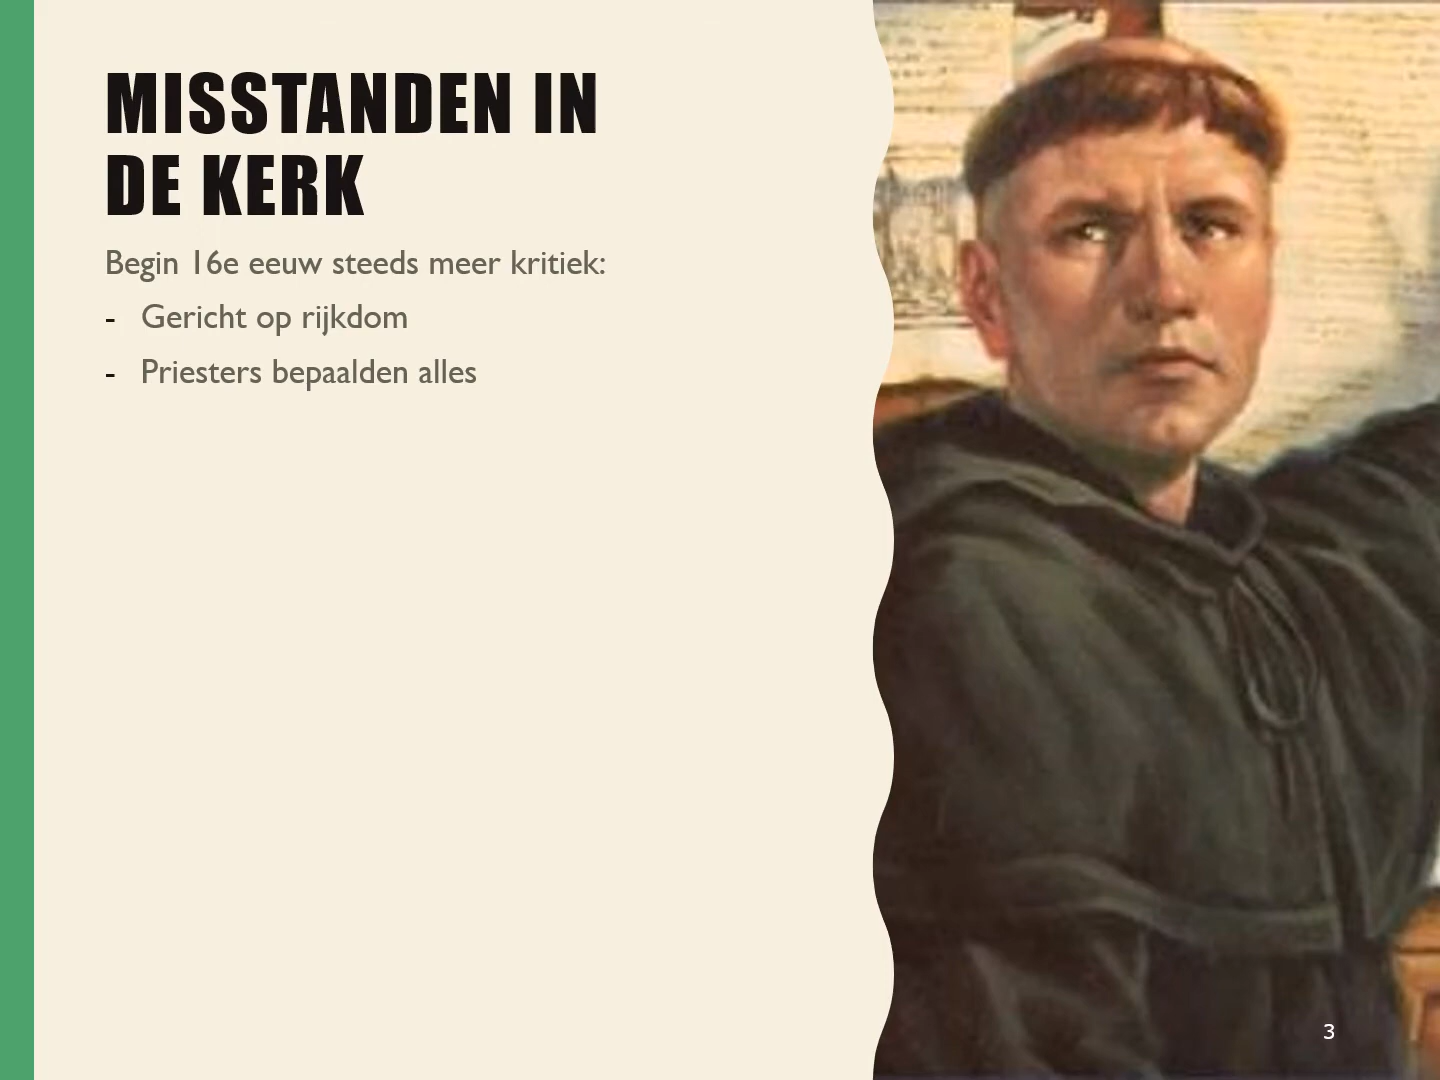 MISSTANDEN IN
DE KERK
Begin 16e eeuw steeds meer kritiek:
- Gericht op rijkdom
- Priesters bepaalden alles
3